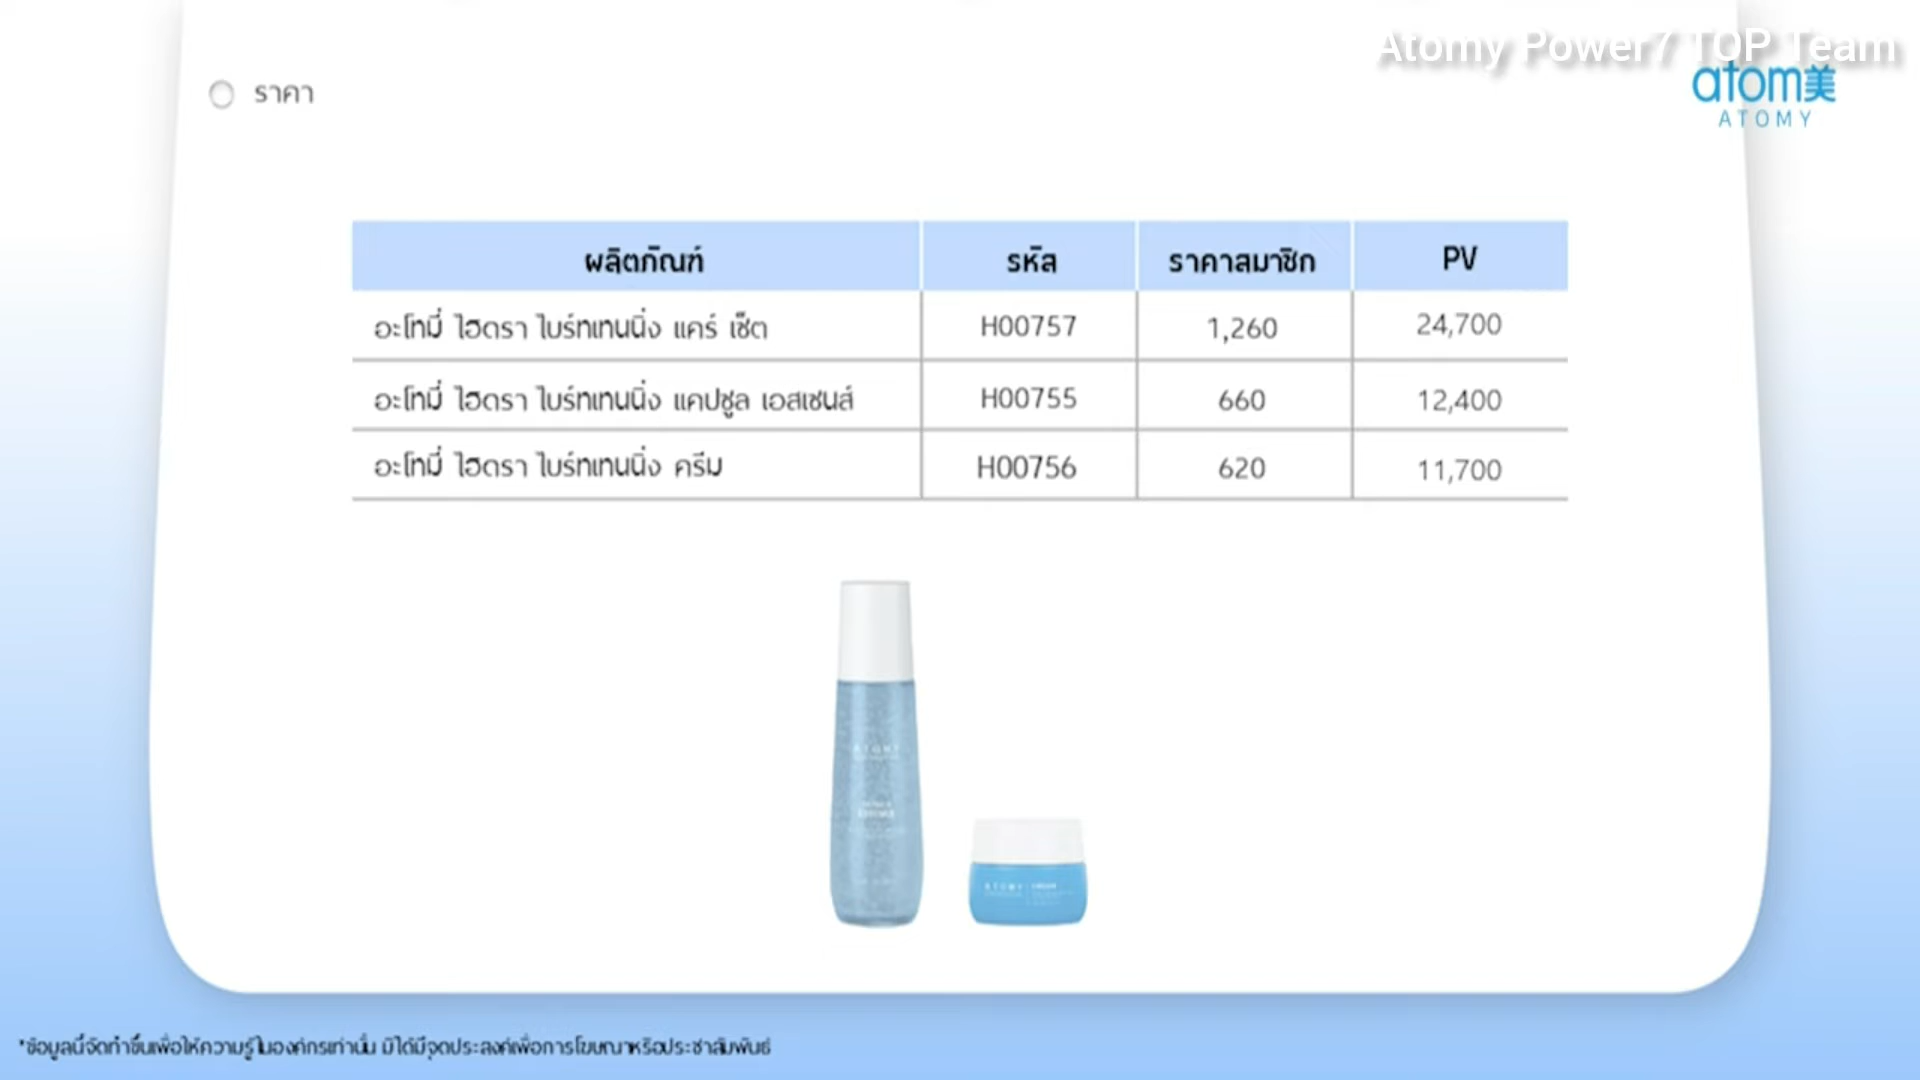 Atomy Power7 TOP Team
atom美
ATOMY
ราคา
ผลิตภัณฑ์ รหัส ราคาสมาชิก PV
อะโทมี่ ไฮดรา ไบร์ทเทนนิ่ง แคร์ เซ็ต H00757 1,260 24,700
อะโทมี่ ไฮดรา ไบร์ทเทนนิ่ง แคปซูล เอสเซนส์ H00755 660 12,400
อะโทมี่ ไฮดรา ไบร์ทเทนนิ่ง ครีม H00756 620 11,700
ATOMY
ATOMY
*ข้อมูลนี้จัดทำขึ้นเพื่อให้ความรู้ในองค์กรเท่านั้น มิได้มีจุดประสงค์เพื่อการโฆษณาหรือประชาสัมพันธ์